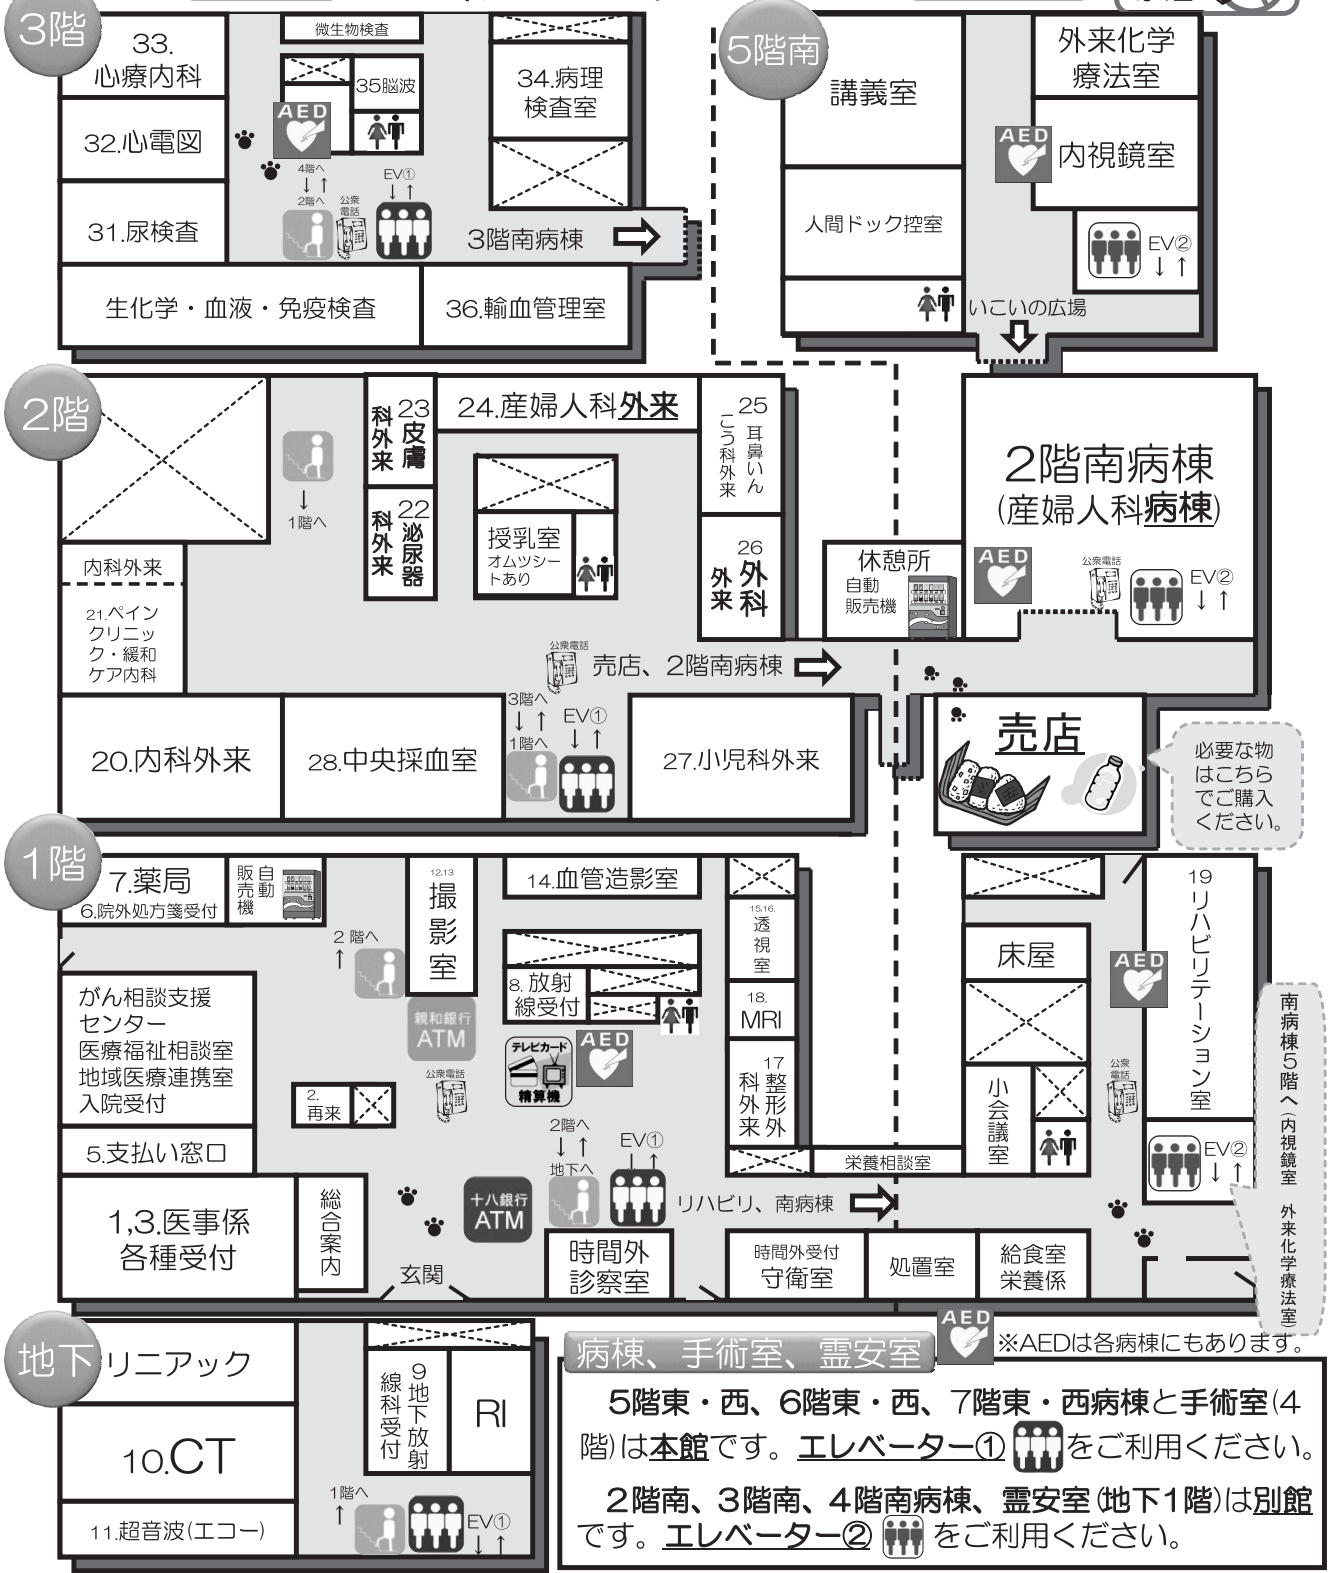 3階
33.
心療内科
微生物検査
35脳波
34.病理
検査室
AED
32.心電図
31.尿検査
4階へ
↓↑
2階へ
公衆
電話
EV①
↓↑
3階南病棟
生化学・血液・免疫検査
36.輸血管理室
5階南
講義室
外来化学
療法室
AED
内視鏡室
人間ドック控室
EV②
↓↑
いこいの広場
2階
↓
1階へ
23皮膚
科外来
22泌尿器
科外来
24.産婦人科外来
25耳鼻いん
こう科外来
授乳室
オムツシー
トあり
26外科
外来
内科外来
21.ペイン
クリニッ
ク・緩和
ケア内科
休憩所
自動
販売機
2階南病棟
(産婦人科病棟)
AED
公衆電話
EV②
↓↑
公衆電話
売店、2階南病棟
20.内科外来
28.中央採血室
3階へ
↓↑
1階へ
EV①
↓↑
27.小児科外来
売店
必要な物
はこちら
でご購入
ください。
1階
7.薬局
6.院外処方箋受付
自動
販売機
2階へ
↑
12,13
撮影室
14.血管造影室
15,16.
透視室
8.放射
線受付
18.
MRI
17整形外
科外来
親和銀行
ATM
テレビカード
精算機
AED
公衆電話
がん相談支援
センター
医療福祉相談室
地域医療連携室
入院受付
2.
再来
5.支払い窓口
1,3.医事係
各種受付
総合案内
玄関
十八銀行
ATM
2階へ
↓↑
地下へ
EV①
↓↑
リハビリ、南病棟
栄養相談室
時間外
診察室
時間外受付
守衛室
処置室
給食室
栄養係
床屋
小会議室
AED
公衆
電話
19リハビリテーション室
EV②
↓↑
南病棟5階へ(内視鏡室 外来化学療法室)
地下
リニアック
10.CT
11.超音波(エコー)
9地下放射
線科受付
RI
1階へ
↑
EV①
↓↑
病棟、手術室、霊安室
AED
※AEDは各病棟にもあります。
5階東・西、6階東・西、7階東・西病棟と手術室(4
階)は本館です。エレベーター①をご利用ください。
2階南、3階南、4階南病棟、霊安室(地下1階)は別館
です。エレベーター②をご利用ください。